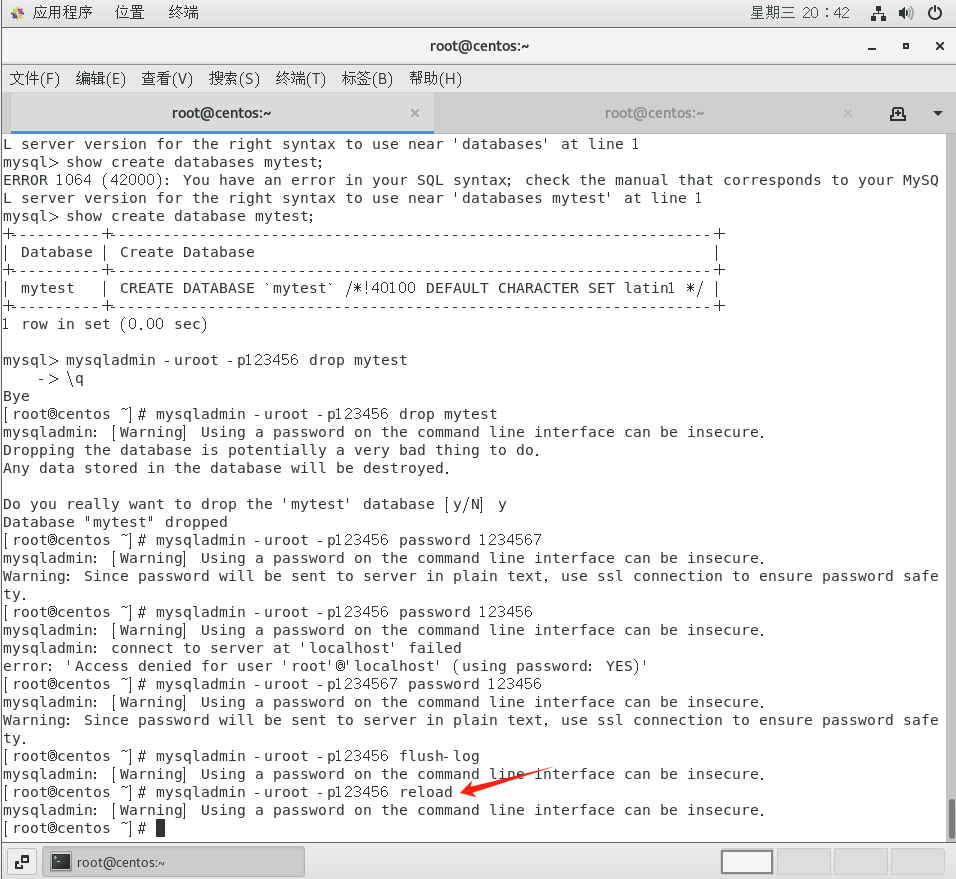 应用程序 位置 终端 星期三 20：42
root@centos:~
文件(F) 编辑(E) 查看(V) 搜索(S) 终端(T) 标签(B) 帮助(H)
root@centos:~ × root@centos:~ ×
L server version for the right syntax to use near 'databases' at line 1
mysql> show create databases mytest;
ERROR 1064 (42000): You have an error in your SQL syntax; check the manual that corresponds to your MySQ
L server version for the right syntax to use near 'databases mytest' at line 1
mysql> show create database mytest;
+----------+------------------------------------------------------------------+
| Database | Create Database |
+----------+------------------------------------------------------------------+
| mytest | CREATE DATABASE `mytest` /*!40100 DEFAULT CHARACTER SET latin1 */ |
+----------+------------------------------------------------------------------+
1 row in set (0.00 sec)
mysql> mysqladmin -uroot -p123456 drop mytest
-> \q
Bye
[root@centos ~]# mysqladmin -uroot -p123456 drop mytest
mysqladmin: [Warning] Using a password on the command line interface can be insecure.
Dropping the database is potentially a very bad thing to do.
Any data stored in the database will be destroyed.
Do you really want to drop the 'mytest' database [y/N] y
Database "mytest" dropped
[root@centos ~]# mysqladmin -uroot -p123456 password 1234567
mysqladmin: [Warning] Using a password on the command line interface can be insecure.
Warning: Since password will be sent to server in plain text, use ssl connection to ensure password safe
ty.
[root@centos ~]# mysqladmin -uroot -p123456 password 123456
mysqladmin: [Warning] Using a password on the command line interface can be insecure.
mysqladmin: connect to server at 'localhost' failed
error: 'Access denied for user 'root'@'localhost' (using password: YES)'
[root@centos ~]# mysqladmin -uroot -p1234567 password 123456
mysqladmin: [Warning] Using a password on the command line interface can be insecure.
Warning: Since password will be sent to server in plain text, use ssl connection to ensure password safe
ty.
[root@centos ~]# mysqladmin -uroot -p123456 flush-log
mysqladmin: [Warning] Using a password on the command line interface can be insecure.
[root@centos ~]# mysqladmin -uroot -p123456 reload
mysqladmin: [Warning] Using a password on the command line interface can be insecure.
[root@centos ~]#
root@centos:~